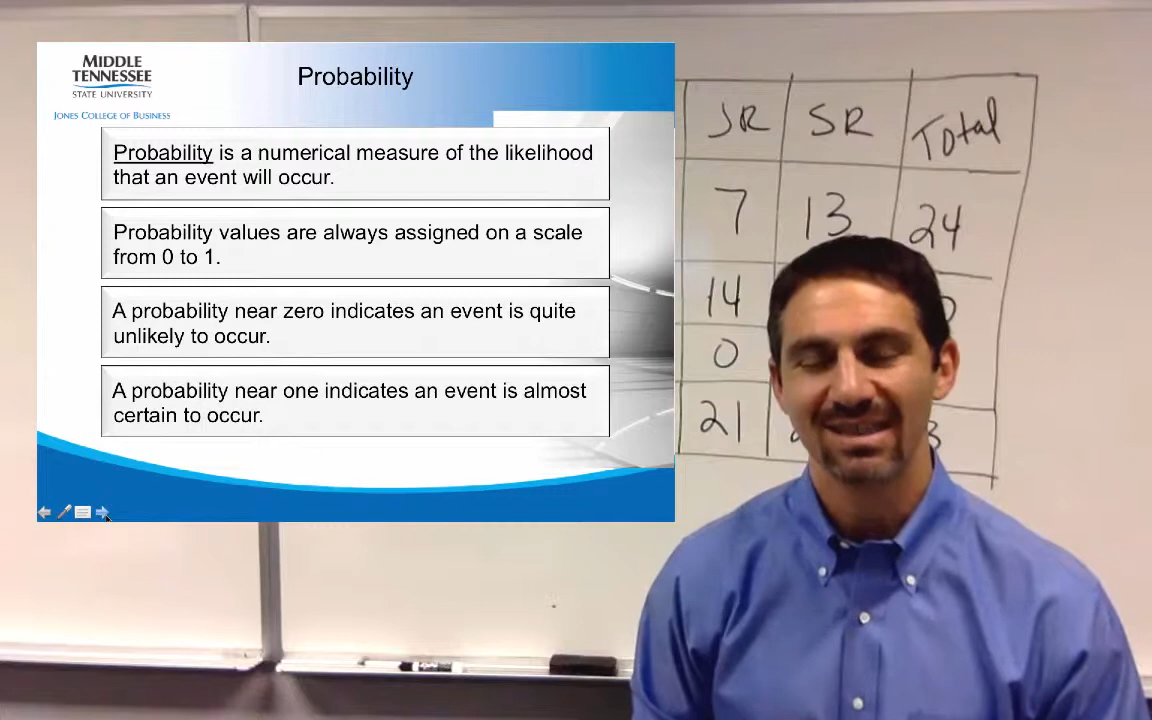 MIDDLE
TENNESSEE
STATE UNIVERSITY
JONES COLLEGE OF BUSINESS
Probability
Probability is a numerical measure of the likelihood
that an event will occur.
Probability values are always assigned on a scale
from 0 to 1.
A probability near zero indicates an event is quite
unlikely to occur.
A probability near one indicates an event is almost
certain to occur.
JR SR Total
7 13 24
14
0
21